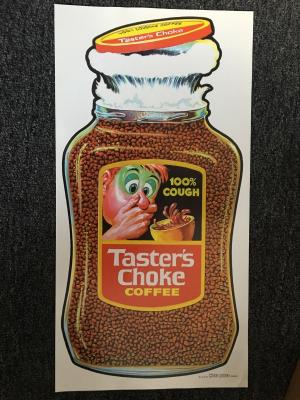 Taster's Choke
100%
COUGH
Taster's
Choke
COFFEE